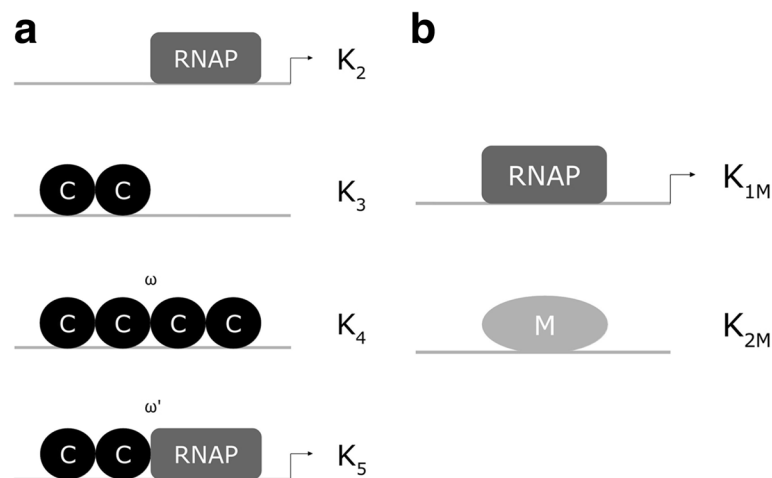 a
RNAP K2
C C K3
ω
C C C C K4
ω'
C C RNAP K5
b
RNAP K1M
M K2M